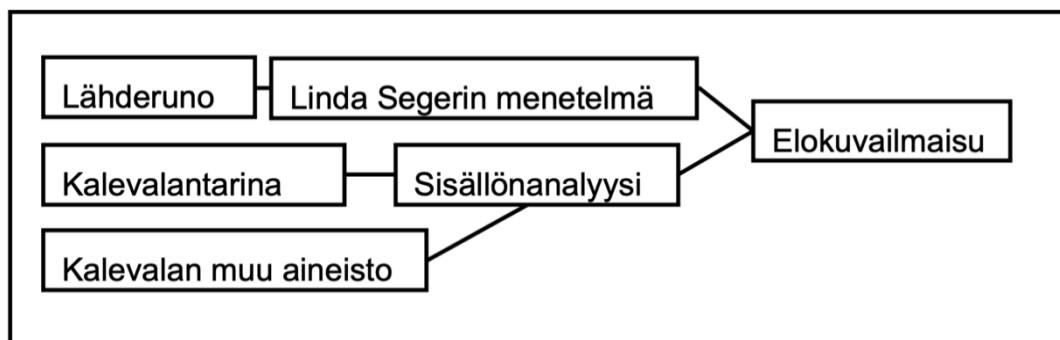 Lähderuno
Linda Segerin menetelmä
Elokuvailmaisu
Kalevalantarina
Sisällönanalyysi
Kalevalan muu aineisto